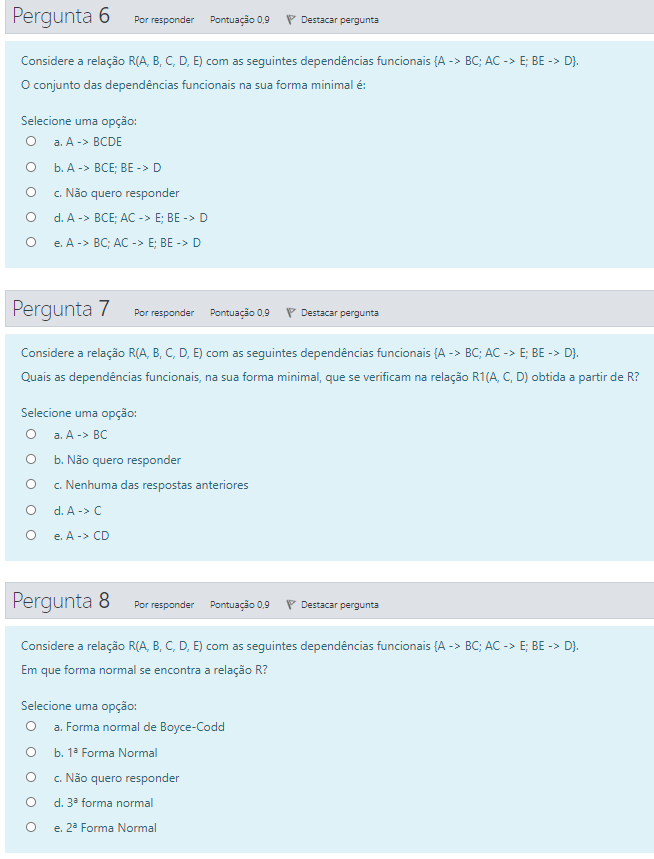 Pergunta 6 Por responder Pontuação 0,9 Destacar pergunta
Considere a relação R(A, B, C, D, E) com as seguintes dependências funcionais {A -> BC; AC -> E; BE -> D}.
O conjunto das dependências funcionais na sua forma minimal é:
Selecione uma opção:
a. A -> BCDE
b. A -> BCE; BE -> D
c. Não quero responder
d. A -> BCE; AC -> E; BE -> D
e. A -> BC; AC -> E; BE -> D
Pergunta 7 Por responder Pontuação 0,9 Destacar pergunta
Considere a relação R(A, B, C, D, E) com as seguintes dependências funcionais {A -> BC; AC -> E; BE -> D}.
Quais as dependências funcionais, na sua forma minimal, que se verificam na relação R1(A, C, D) obtida a partir de R?
Selecione uma opção:
a. A -> BC
b. Não quero responder
c. Nenhuma das respostas anteriores
d. A -> C
e. A -> CD
Pergunta 8 Por responder Pontuação 0,9 Destacar pergunta
Considere a relação R(A, B, C, D, E) com as seguintes dependências funcionais {A -> BC; AC -> E; BE -> D}.
Em que forma normal se encontra a relação R?
Selecione uma opção:
a. Forma normal de Boyce-Codd
b. 1ª Forma Normal
c. Não quero responder
d. 3ª forma normal
e. 2ª Forma Normal